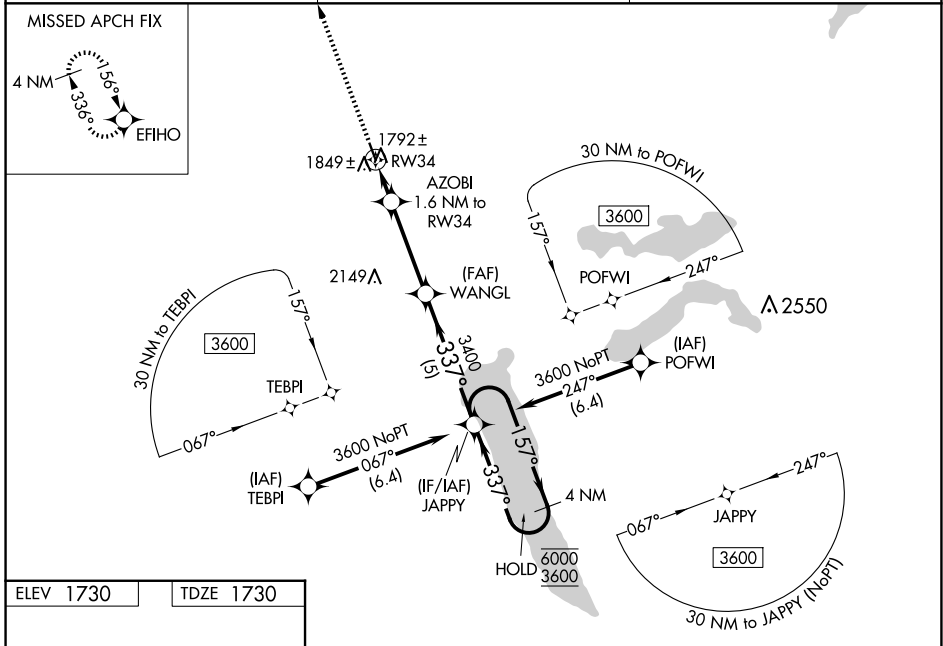 MISSED APCH FIX
4 NM
156°
336°
EFIHO
1792±
1849±
RW34
AZOBI
1.6 NM to
RW34
30 NM to POFWI
3600
157°
POFWI
247°
2149
(FAF)
WANGL
2550
30 NM to TEBPI
3600
157°
TEBPI
067°
3400
337°
(5)
(IAF)
POFWI
3600 NoPT
247°
(6.4)
3600 NoPT
067°
(6.4)
(IAF)
TEBPI
(IF/IAF)
JAPPY
157°
337°
4 NM
HOLD
6000
3600
247°
067°
JAPPY
3600
30 NM to JAPPY (NoPT)
ELEV 1730
TDZE 1730